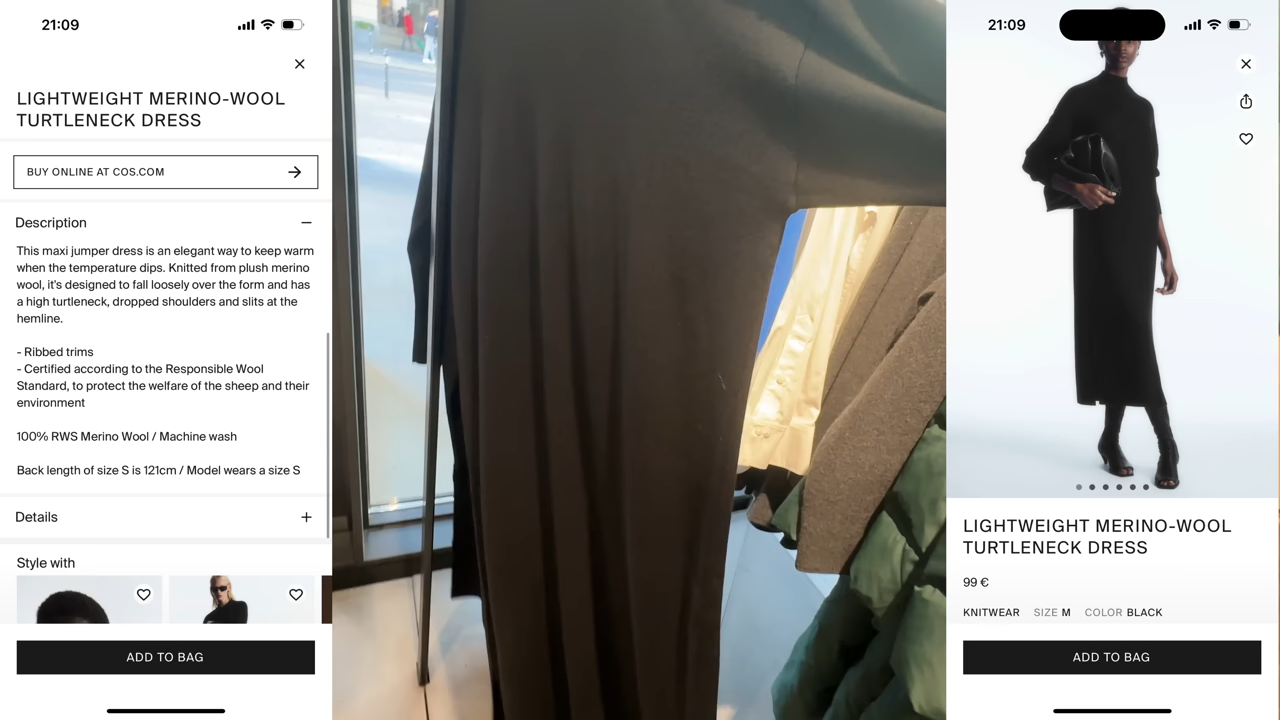 21:09
LIGHTWEIGHT MERINO-WOOL
TURTLENECK DRESS
BUY ONLINE AT COS.COM
Description
This maxi jumper dress is an elegant way to keep warm
when the temperature dips. Knitted from plush merino
wool, it's designed to fall loosely over the form and has
a high turtleneck, dropped shoulders and slits at the
hemline.
- Ribbed trims
- Certified according to the Responsible Wool
Standard, to protect the welfare of the sheep and their
environment
100% RWS Merino Wool / Machine wash
Back length of size S is 121cm / Model wears a size S
Details
Style with
ADD TO BAG
21:09
LIGHTWEIGHT MERINO-WOOL
TURTLENECK DRESS
99 €
KNITWEAR SIZE M COLOR BLACK
ADD TO BAG